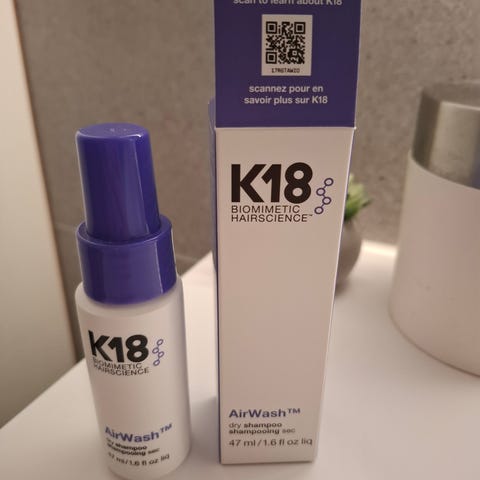 scan to learn about K18
17RGTAWIO
scannez pour en
savoir plus sur K18
K18
BIOMIMETIC
HAIRSCIENCE™
AirWash™
dry shampoo
shampooing sec
47 ml/1.6 fl oz liq
K18
BIOMIMETIC
HAIRSCIENCE
AirWash™
dry shampoo
shampooing sec
47 ml/1.6 fl oz liq